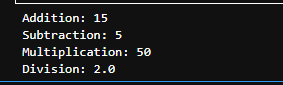 Addition: 15
Subtraction: 5
Multiplication: 50
Division: 2.0